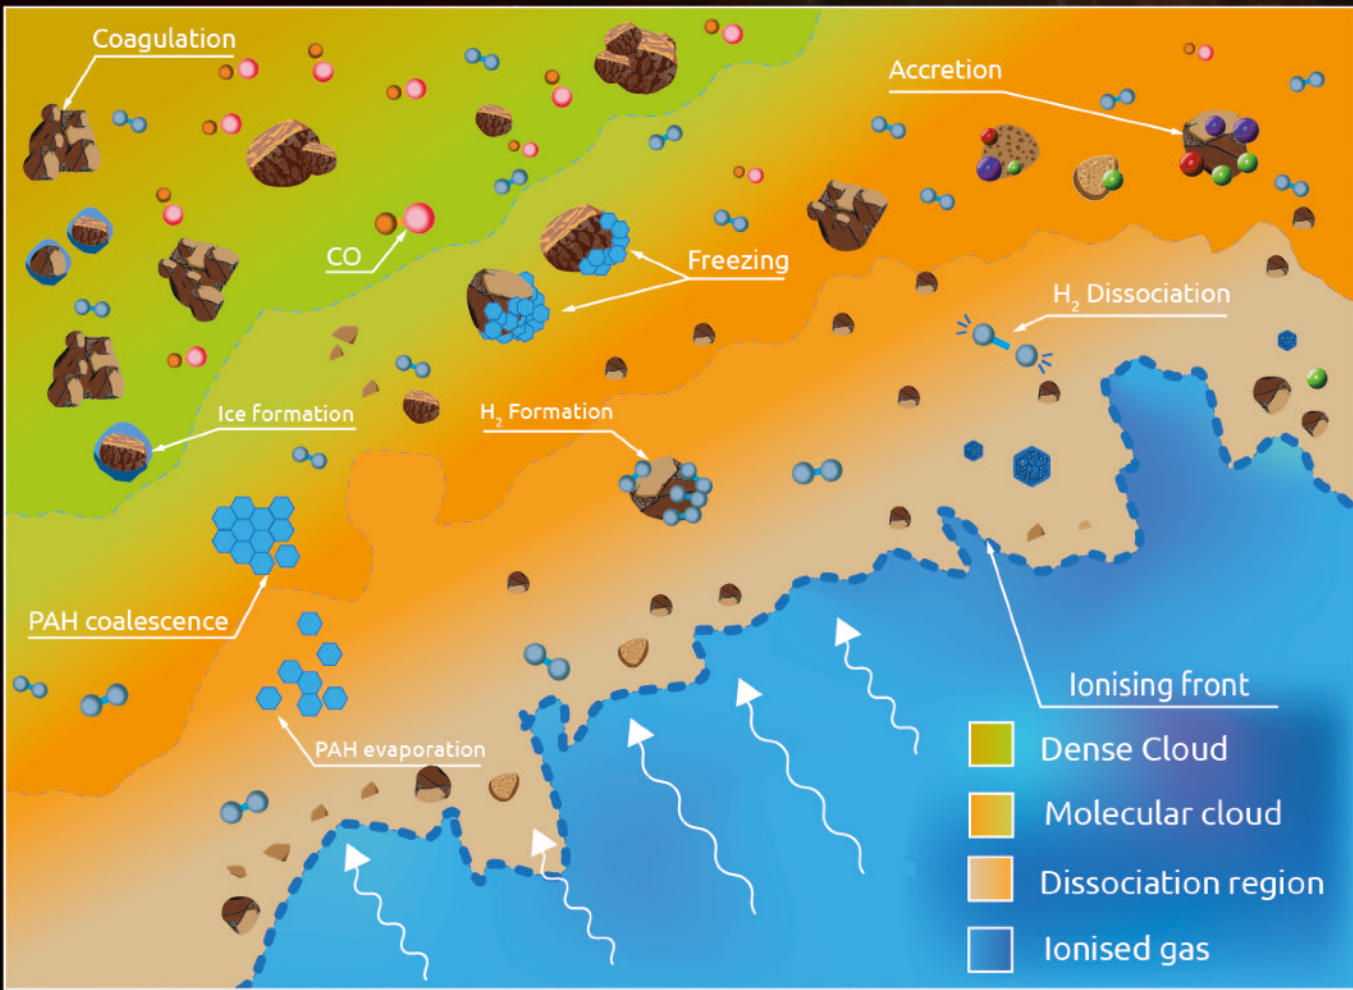 Coagulation
Accretion
CO
Freezing
H₂ Dissociation
Ice formation
H₂ Formation
PAH coalescence
Ionising front
PAH evaporation
Dense Cloud
Molecular cloud
Dissociation region
Ionised gas